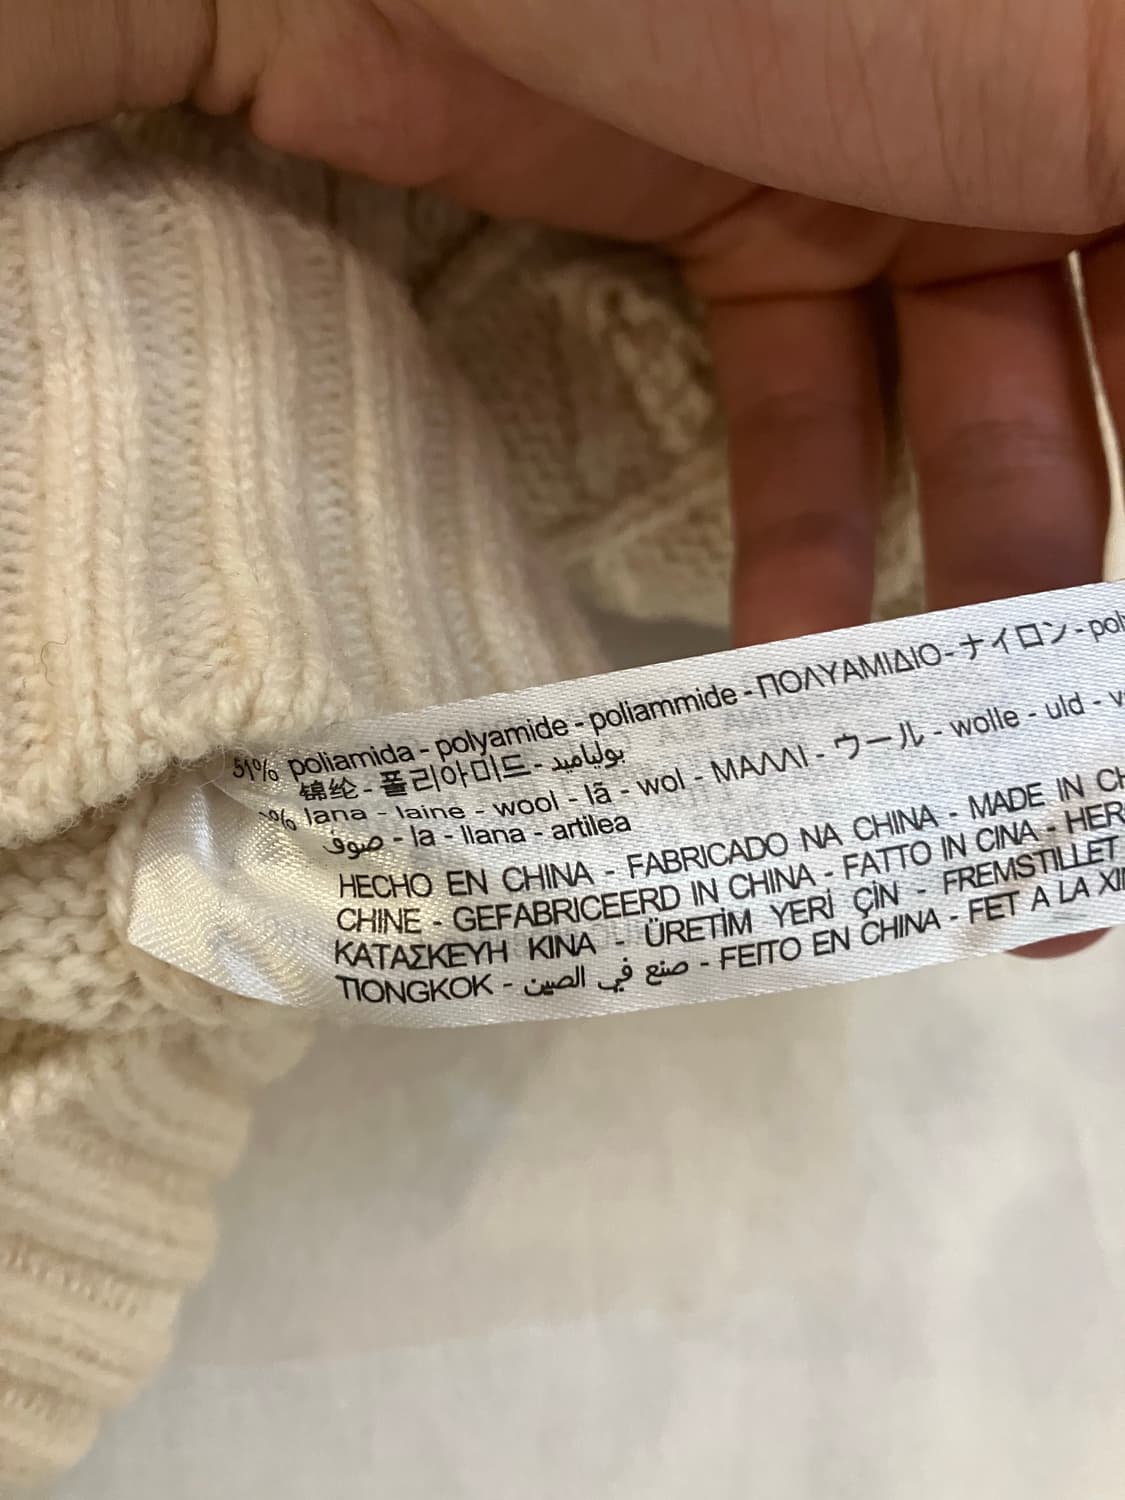 51% poliamida - polyamide - poliammide - ΠΟΛΥΑΜΙΔΙΟ - ナイロン -
锦纶 - 폴리아미드 - بوليأميد
% lana - laine - wool - lã - wol - ΜΑΛΛΙ - ウール - wolle - uld -
صوف - la - llana - artilea
HECHO EN CHINA - FABRICADO NA CHINA - MADE IN
CHINE - GEFABRICEERD IN CHINA - FATTO IN CINA -
ΚΑΤΑΣΚΕΥΗ ΚΙΝΑ - ÜRETİM YERİ ÇİN - FREMSTILLET
TIONGKOK - صنع في الصين - FEITO EN CHINA - FET A LA